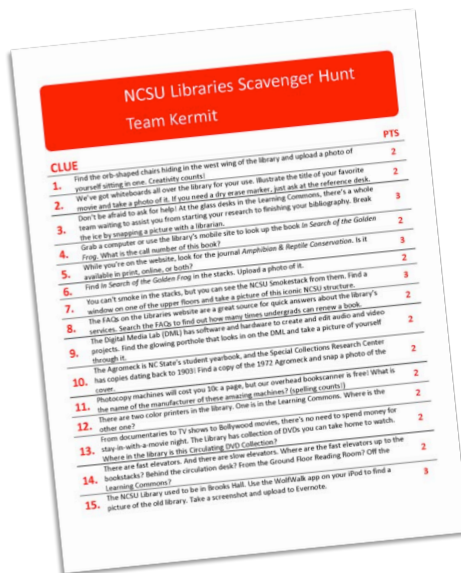 NCSU Libraries Scavenger Hunt
Team Kermit
CLUE PTS
1. Find the orb-shaped chairs hiding in the west wing of the library and upload a photo of 2
yourself sitting in one. Creativity counts!
2. We've got whiteboards all over the library for your use. Illustrate the title of your favorite 2
movie and take a photo of it. If you need a dry erase marker, just ask at the reference desk.
3. Don't be afraid to ask for help! At the glass desks in the Learning Commons, there's a whole 3
team waiting to assist you from starting your research to finishing your bibliography. Break
the ice by snapping a picture with a librarian.
4. Grab a computer or use the library's mobile site to look up the book In Search of the Golden 2
Frog. What is the call number of this book?
5. While you're on the website, look for the journal Amphibian & Reptile Conservation. Is it 3
available in print, online, or both?
6. Find In Search of the Golden Frog in the stacks. Upload a photo of it. 2
7. You can't smoke in the stacks, but you can see the NCSU Smokestack from them. Find a 3
window on one of the upper floors and take a picture of this iconic NCSU structure.
8. The FAQs on the Libraries website are a great source for quick answers about the library's 2
services. Search the FAQs to find out how many times undergrads can renew a book.
9. The Digital Media Lab (DML) has software and hardware to create and edit audio and video 2
projects. Find the glowing porthole that looks in on the DML and take a picture of yourself
through it.
10. The Agromeck is NC State's student yearbook, and the Special Collections Research Center 2
has copies dating back to 1903! Find a copy of the 1972 Agromeck and snap a photo of the
cover.
11. Photocopy machines will cost you 10¢ a page, but our overhead bookscanner is free! What is 2
the name of the manufacturer of these amazing machines? (spelling counts!)
12. There are two color printers in the library. One is in the Learning Commons. Where is the 2
other one?
13. From documentaries to TV shows to Bollywood movies, there's no need to spend money for 2
stay-in-with-a-movie night. The Library has collection of DVDs you can take home to watch.
Where in the library is this Circulating DVD Collection?
14. There are fast elevators. And there are slow elevators. Where are the fast elevators up to the 2
bookstacks? Behind the circulation desk? From the Ground Floor Reading Room? Off the
Learning Commons?
15. The NCSU Library used to be in Brooks Hall. Use the WolfWalk app on your iPod to find a 3
picture of the old library. Take a screenshot and upload to Evernote.